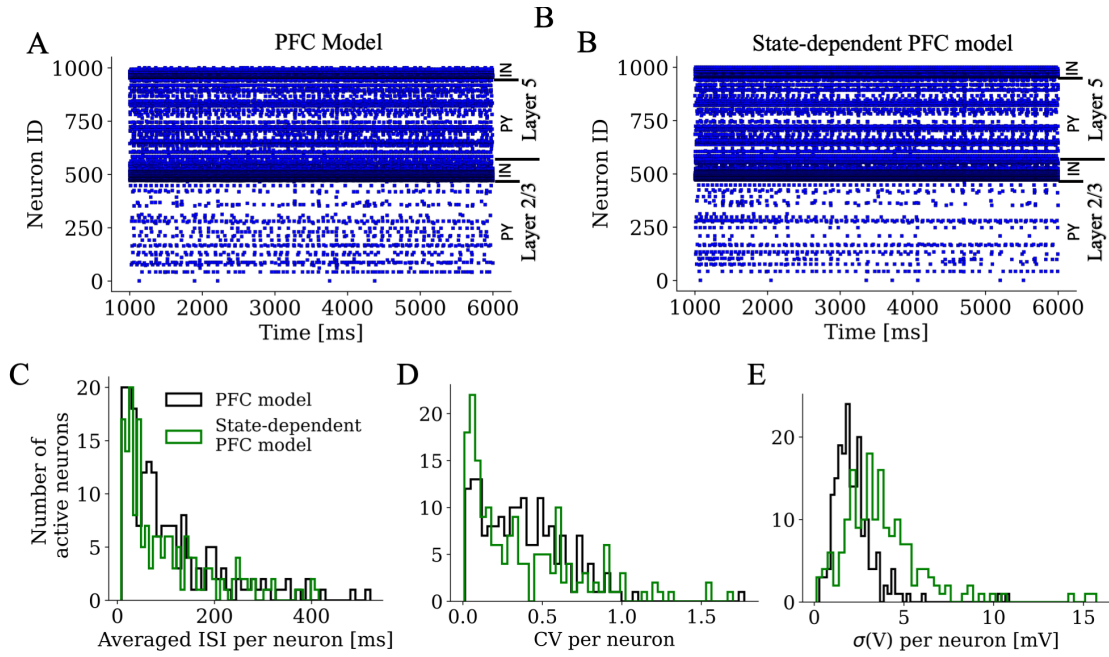 B
A
PFC Model
B
State-dependent PFC model
1000
750
500
250
0
Neuron ID
1000
2000
3000
4000
5000
6000
Time [ms]
IN
PY
Layer 5
IN
PY
Layer 2/3
1000
750
500
250
0
Neuron ID
1000
2000
3000
4000
5000
6000
Time [ms]
IN
PY
Layer 5
IN
PY
Layer 2/3
C
20
15
10
5
0
Number of
active neurons
PFC model
State-dependent
PFC model
0
200
400
Averaged ISI per neuron [ms]
D
20
15
10
5
0
0.0
0.5
1.0
1.5
CV per neuron
E
20
10
0
0
5
10
15
σ(V) per neuron [mV]